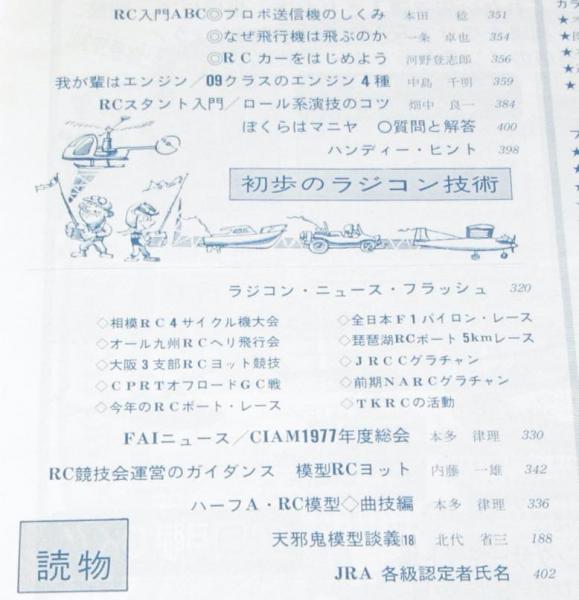 RC入門ABC◎プロポ送信機のしくみ 本田 稔 351
◎なぜ飛行機は飛ぶのか 一条 卓也 354
◎RCカーをはじめよう 河野登志郎 356
我が輩はエンジン/09クラスのエンジン4種 中島 千明 359
RCスタント入門/ロール系演技のコツ 畑中 良一 384
ぼくらはマニヤ 〇質問と解答 400
ハンディー・ヒント 398
初歩のラジコン技術
ラジコン・ニュース・フラッシュ 320
◇相模RC4サイクル機大会
◇オール九州RCヘリ飛行会
◇大阪3支部RCヨット競技
◇CPRTオフロードGC戦
◇今年のRCボート・レース
◇全日本F1パイロン・レース
◇琵琶湖RCボート5kmレース
◇JRCCグラチャン
◇前期NARCグラチャン
◇TKRCの活動
FAIニュース/CIAM1977年度総会 本多 律理 330
RC競技会運営のガイダンス 模型RCヨット 内藤 一雄 342
ハーフA・RC模型◇曲技編 本多 律理 336
天邪鬼模型談義18 北代 省三 188
読物
JRA 各級認定者氏名 402